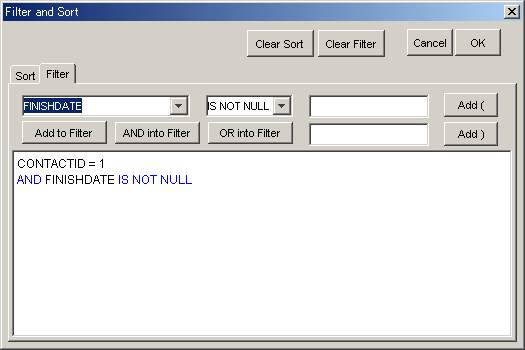 Filter and Sort
Clear Sort Clear Filter Cancel OK
Sort Filter
FINISHDATE IS NOT NULL Add (
Add to Filter AND into Filter OR into Filter Add )
CONTACTID = 1
AND FINISHDATE IS NOT NULL